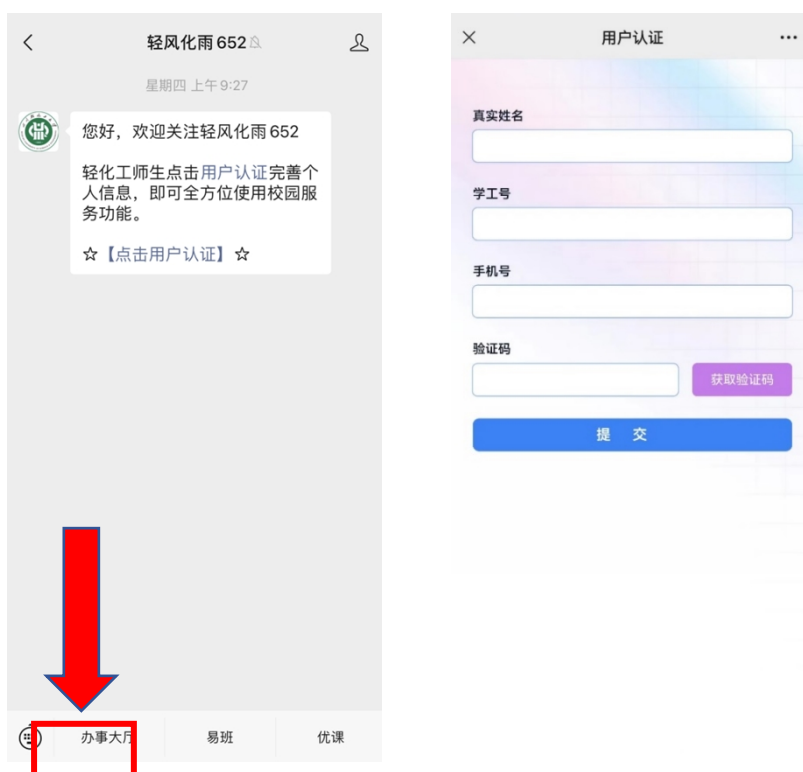 轻风化雨652
星期四 上午9:27
您好，欢迎关注轻风化雨652
轻化工师生点击用户认证完善个
人信息，即可全方位使用校园服
务功能。
☆【点击用户认证】☆
办事大厅
易班
优课
用户认证
真实姓名
学工号
手机号
验证码
获取验证码
提 交